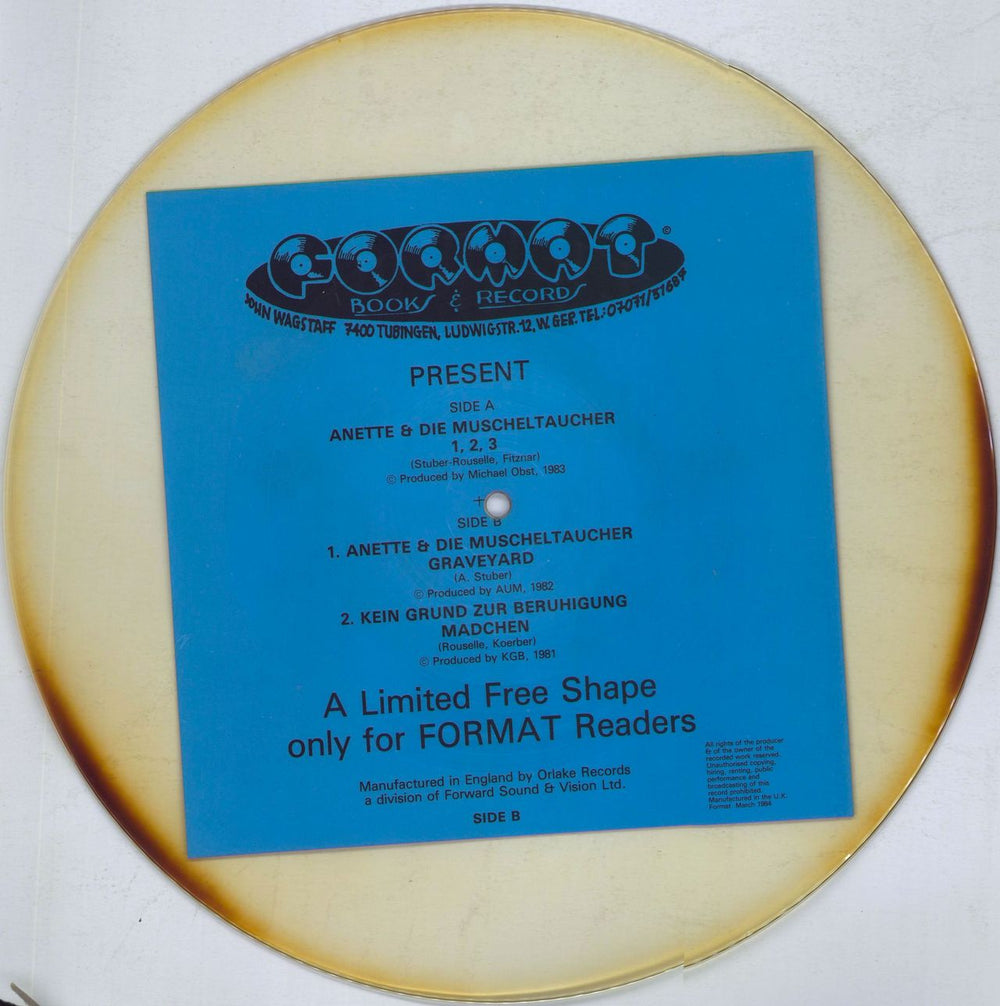 FORMAT ©
BOOKS & RECORDS
JOHN WAGSTAFF 7400 TUBINGEN, LUDWIGSTR. 12, W. GER. TEL: 07071/51687
PRESENT
SIDE A
ANETTE & DIE MUSCHELTAUCHER
1, 2, 3
(Stuber-Rouselle, Fitznar)
© Produced by Michael Obst, 1983
+
SIDE B
1. ANETTE & DIE MUSCHELTAUCHER
GRAVEYARD
(A. Stuber)
© Produced by AUM, 1982
2. KEIN GRUND ZUR BERUHIGUNG
MADCHEN
(Rouselle, Koerber)
© Produced by KGB, 1981
A Limited Free Shape
only for FORMAT Readers
Manufactured in England by Orlake Records
a division of Forward Sound & Vision Ltd.
SIDE B
All rights of the producer
& of the owner of the
recorded work reserved.
Unauthorised copying,
hiring, renting, public
performance and
broadcasting of this
record prohibited.
Manufactured in the U.K.
Format. March 1984